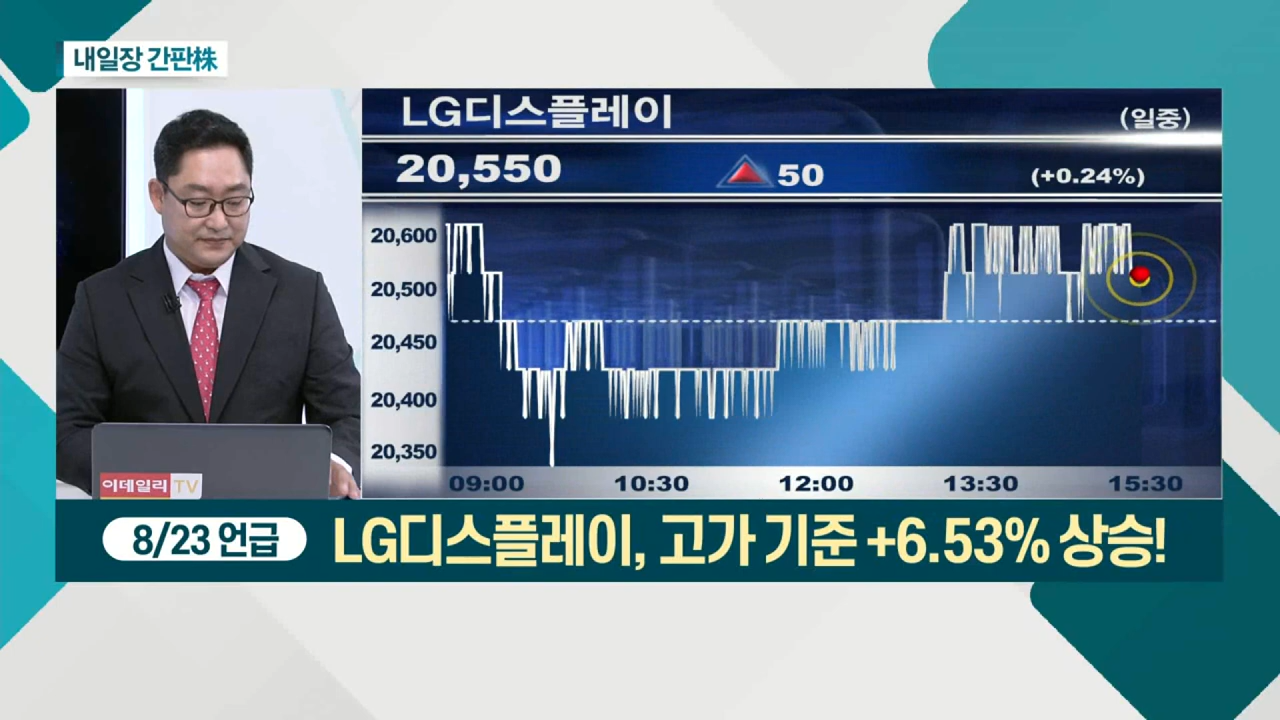 내일장 간판株
LG디스플레이
(일중)
20,550
50
(+0.24%)
20,600
20,500
20,450
20,400
20,350
09:00 10:30 12:00 13:30 15:30
이데일리 TV
8/23 언급
LG디스플레이, 고가 기준 +6.53% 상승!